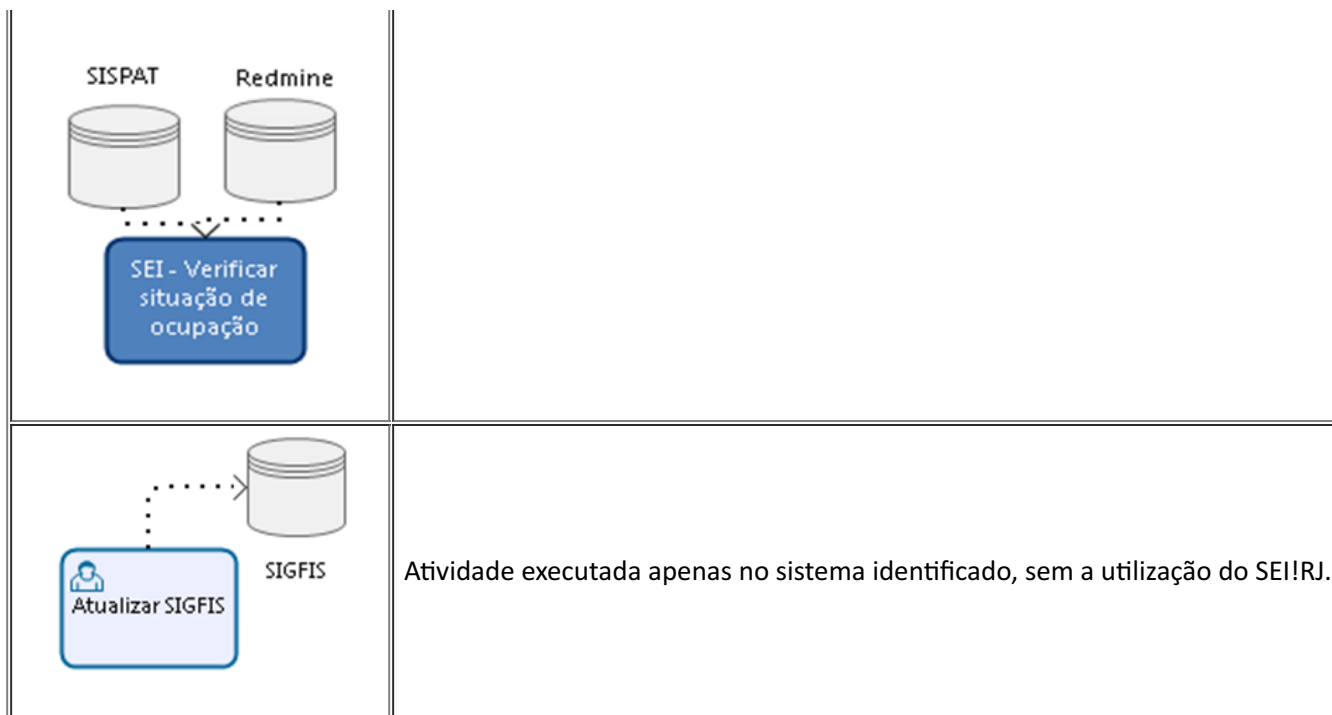 SISPAT
Redmine
SEI - Verificar
situação de
ocupação
SIGFIS
Atualizar SIGFIS
Atividade executada apenas no sistema identificado, sem a utilização do SEI!RJ.